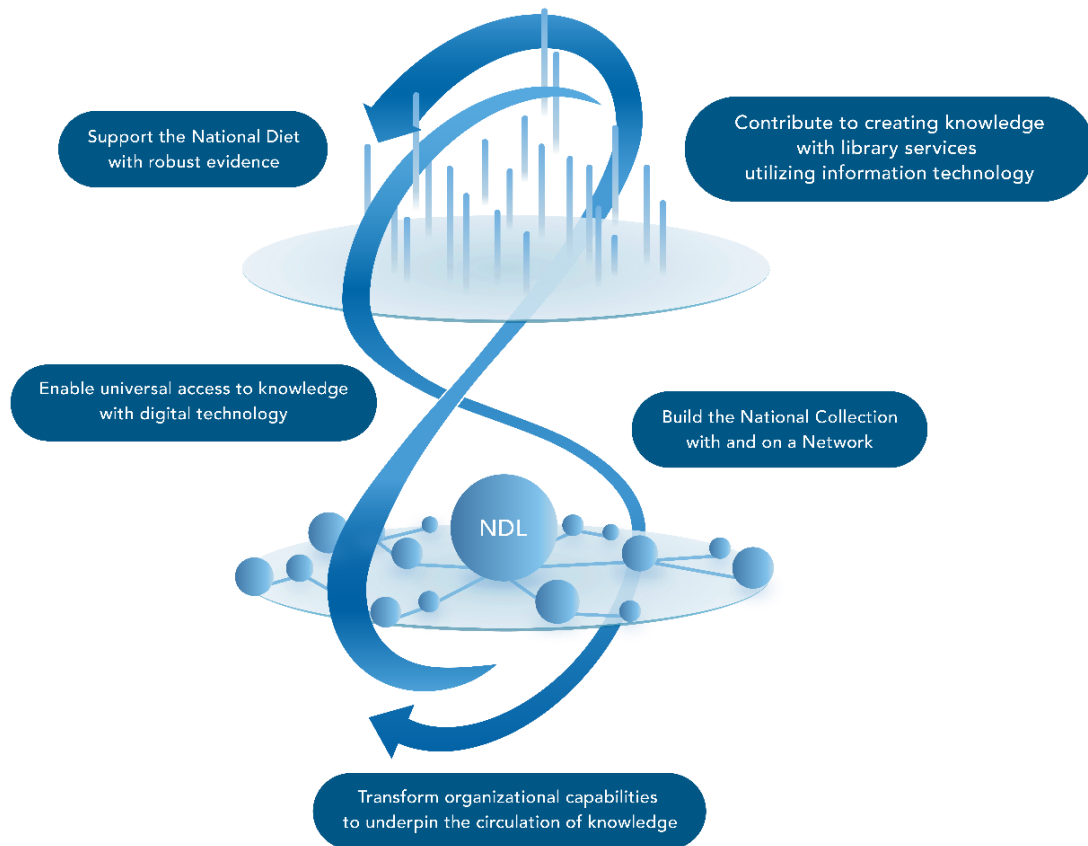 Support the National Diet
with robust evidence
Contribute to creating knowledge
with library services
utilizing information technology
Enable universal access to knowledge
with digital technology
Build the National Collection
with and on a Network
NDL
Transform organizational capabilities
to underpin the circulation of knowledge